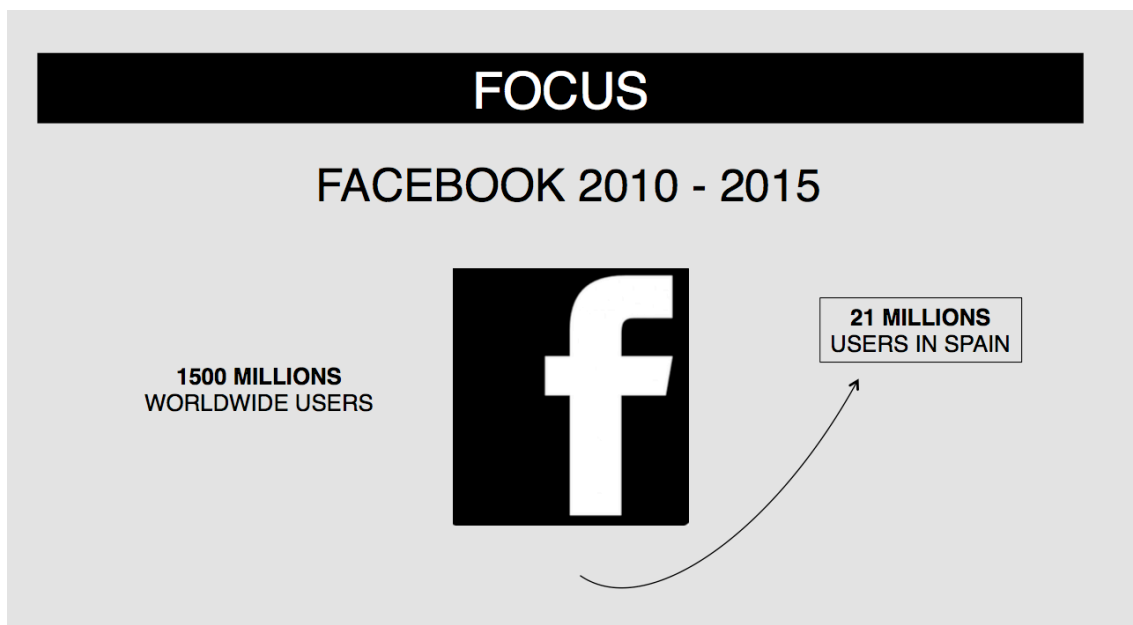 FOCUS
FACEBOOK 2010 - 2015
1500 MILLIONS
WORLDWIDE USERS
f
21 MILLIONS
USERS IN SPAIN